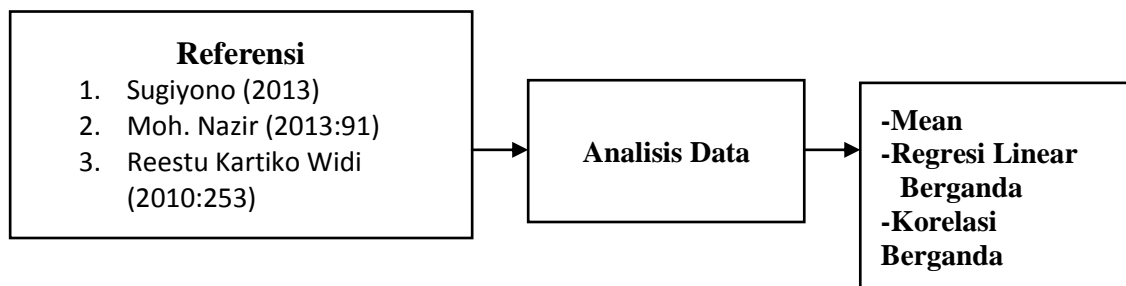 Referensi
1. Sugiyono (2013)
2. Moh. Nazir (2013:91)
3. Reestu Kartiko Widi
(2010:253)
Analisis Data
-Mean
-Regresi Linear
Berganda
-Korelasi
Berganda